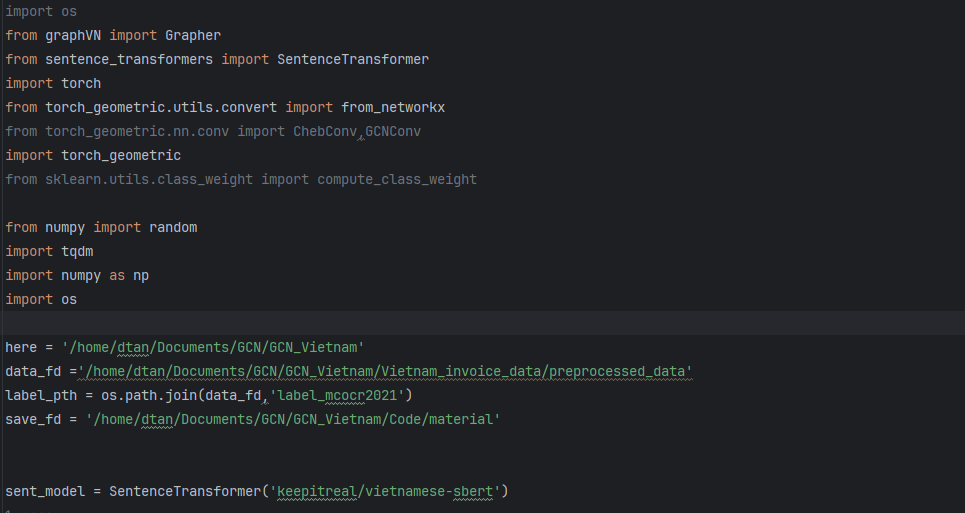 import os
from graphVN import Grapher
from sentence_transformers import SentenceTransformer
import torch
from torch_geometric.utils.convert import from_networkx
from torch_geometric.nn.conv import ChebConv,GCNConv
import torch_geometric
from sklearn.utils.class_weight import compute_class_weight
from numpy import random
import tqdm
import numpy as np
import os
here = '/home/dtan/Documents/GCN/GCN_Vietnam'
data_fd ='/home/dtan/Documents/GCN/GCN_Vietnam/Vietnam_invoice_data/preprocessed_data'
label_pth = os.path.join(data_fd,'label_mcocr2021')
save_fd = '/home/dtan/Documents/GCN/GCN_Vietnam/Code/material'
sent_model = SentenceTransformer('keepitreal/vietnamese-sbert')